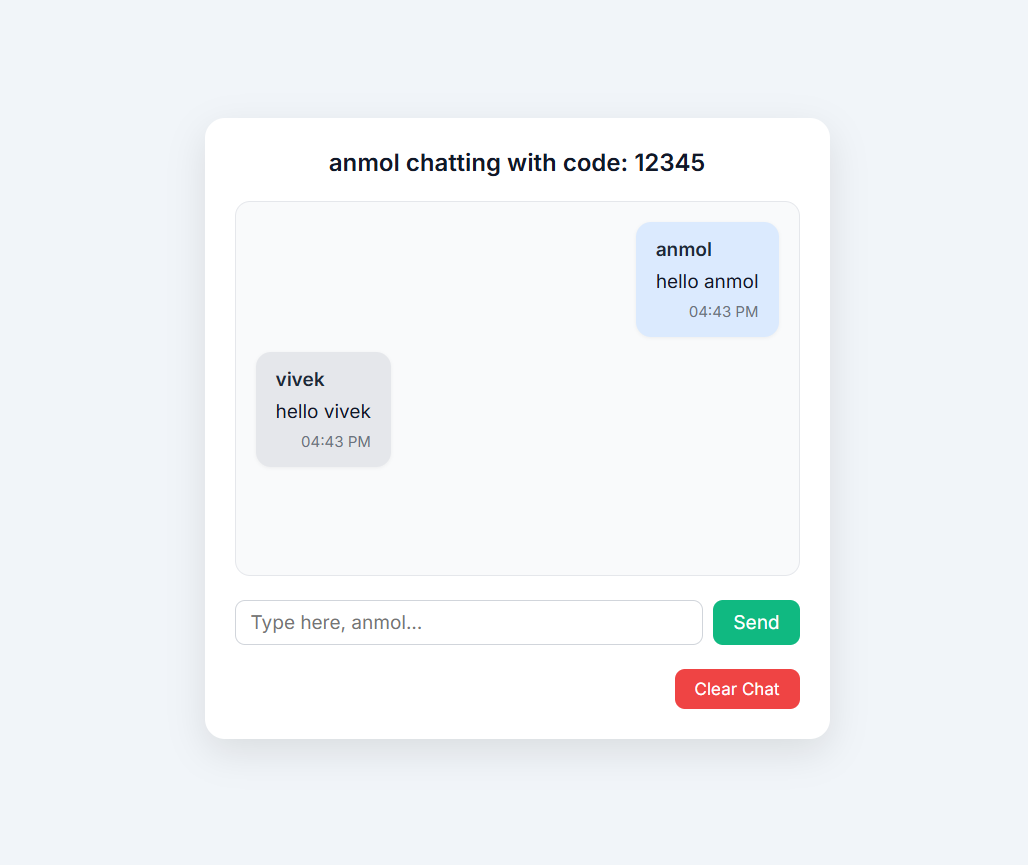 anmol chatting with code: 12345
anmol
hello anmol
04:43 PM
vivek
hello vivek
04:43 PM
Type here, anmol...
Send
Clear Chat